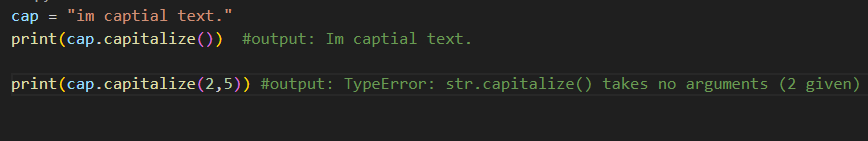 cap = "im captial text."
print(cap.capitalize())  #output: Im captial text.
print(cap.capitalize(2,5)) #output: TypeError: str.capitalize() takes no arguments (2 given)